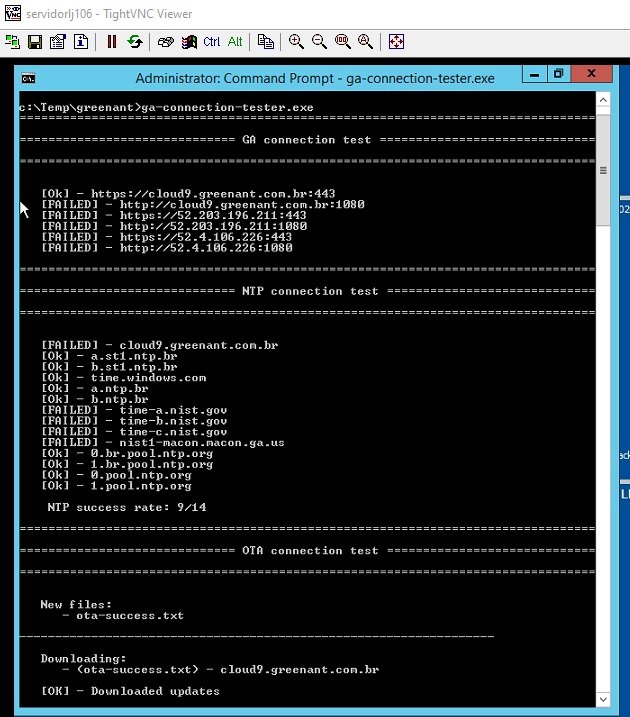 servidorlj106 - TightVNC Viewer
Ctrl Alt
Administrator: Command Prompt - ga-connection-tester.exe
c:\Temp\greenant>ga-connection-tester.exe
================================================================================
============================== GA connection test ==============================
================================================================================
[Ok] - https://cloud9.greenant.com.br:443
[FAILED] - http://cloud9.greenant.com.br:1080
[FAILED] - https://52.203.196.211:443
[FAILED] - http://52.203.196.211:1080
[FAILED] - https://52.4.106.226:443
[FAILED] - http://52.4.106.226:1080
================================================================================
============================== NTP connection test =============================
================================================================================
[FAILED] - cloud9.greenant.com.br
[Ok] - a.st1.ntp.br
[Ok] - b.st1.ntp.br
[Ok] - time.windows.com
[Ok] - a.ntp.br
[Ok] - b.ntp.br
[FAILED] - time-a.nist.gov
[FAILED] - time-b.nist.gov
[FAILED] - time-c.nist.gov
[FAILED] - nist1-macon.macon.ga.us
[Ok] - 0.br.pool.ntp.org
[Ok] - 1.br.pool.ntp.org
[Ok] - 0.pool.ntp.org
[Ok] - 1.pool.ntp.org
NTP success rate: 9/14
================================================================================
============================== OTA connection test =============================
================================================================================
New files:
- ota-success.txt
----------------------------------------------------------------
Downloading:
- (ota-success.txt) - cloud9.greenant.com.br
[OK] - Downloaded updates